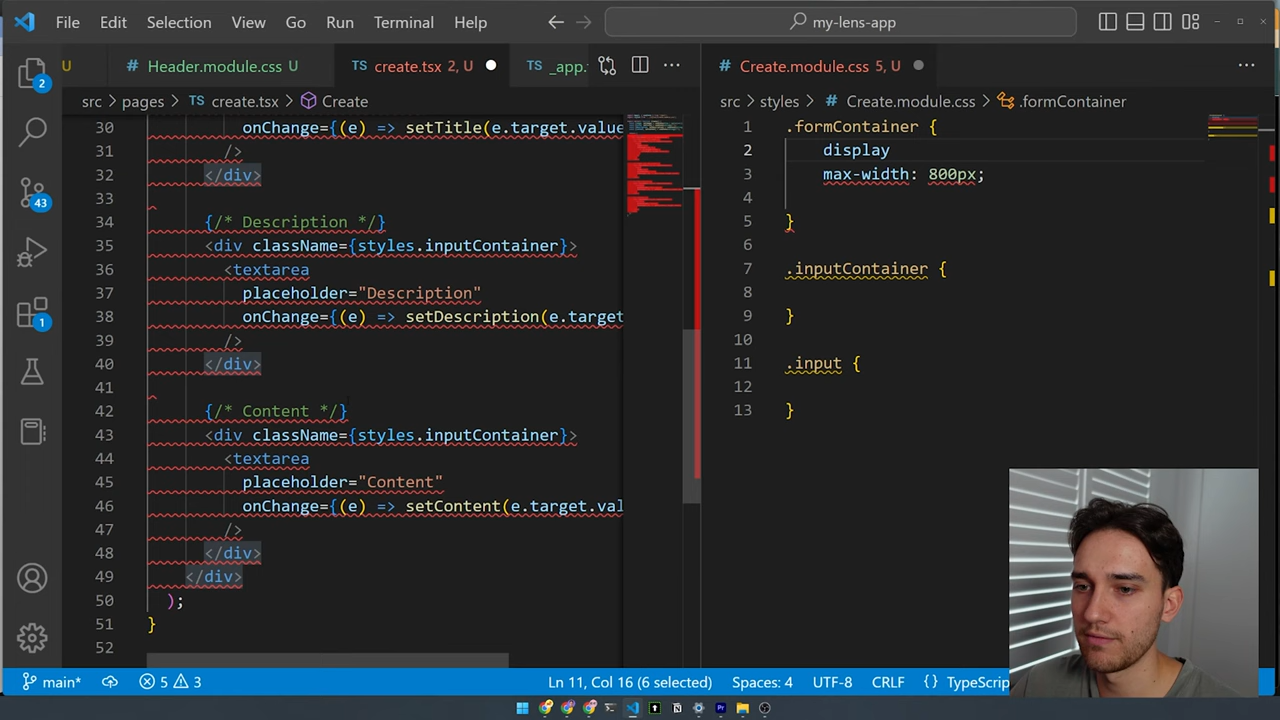 File Edit Selection View Go Run Terminal Help my-lens-app
U # Header.module.css U TS create.tsx 2, U TS _app. # Create.module.css 5, U
src > pages > TS create.tsx > Create
src > styles > # Create.module.css > .formContainer
30 onChange={(e) => setTitle(e.target.value
31 />
32 </div>
33
34 {/* Description */}
35 <div className={styles.inputContainer}>
36 <textarea
37 placeholder="Description"
38 onChange={(e) => setDescription(e.target
39 />
40 </div>
41
42 {/* Content */}
43 <div className={styles.inputContainer}>
44 <textarea
45 placeholder="Content"
46 onChange={(e) => setContent(e.target.val
47 />
48 </div>
49 </div>
50 );
51 }
52
1 .formContainer {
2 display
3 max-width: 800px;
4
5 }
6
7 .inputContainer {
8
9 }
10
11 .input {
12
13 }
2
43
1
main* 5 3 Ln 11, Col 16 (6 selected) Spaces: 4 UTF-8 CRLF {} TypeScrip